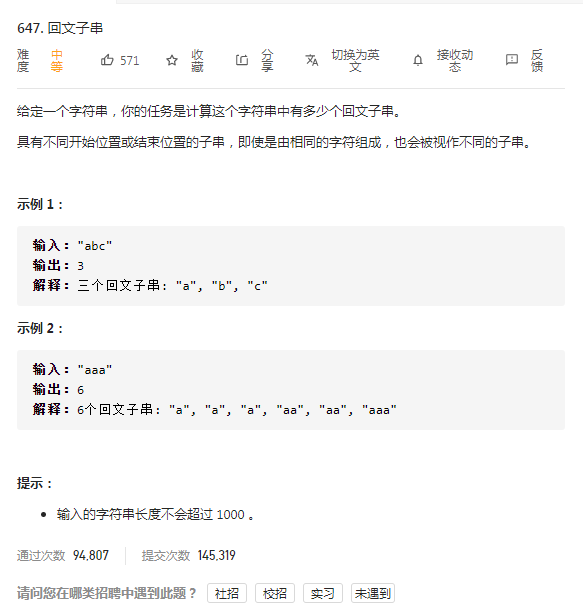 647. 回文子串
难度 中等 571 收藏 分享 切换为英文 接收动态 反馈
给定一个字符串，你的任务是计算这个字符串中有多少个回文子串。
具有不同开始位置或结束位置的子串，即使是由相同的字符组成，也会被视作不同的子串。
示例 1：
输入："abc"
输出：3
解释：三个回文子串: "a", "b", "c"
示例 2：
输入："aaa"
输出：6
解释：6个回文子串: "a", "a", "a", "aa", "aa", "aaa"
提示：
• 输入的字符串长度不会超过 1000 。
通过次数 94,807 提交次数 145,319
请问您在哪类招聘中遇到此题？ 社招 校招 实习 未遇到